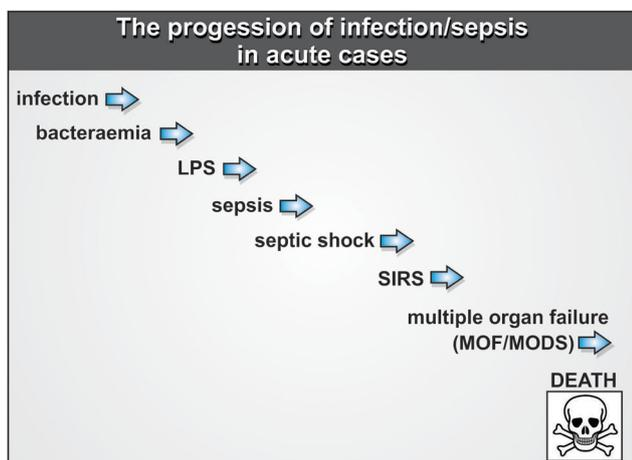 The progession of infection/sepsis
in acute cases
infection
bacteraemia
LPS
sepsis
septic shock
SIRS
multiple organ failure
(MOF/MODS)
DEATH